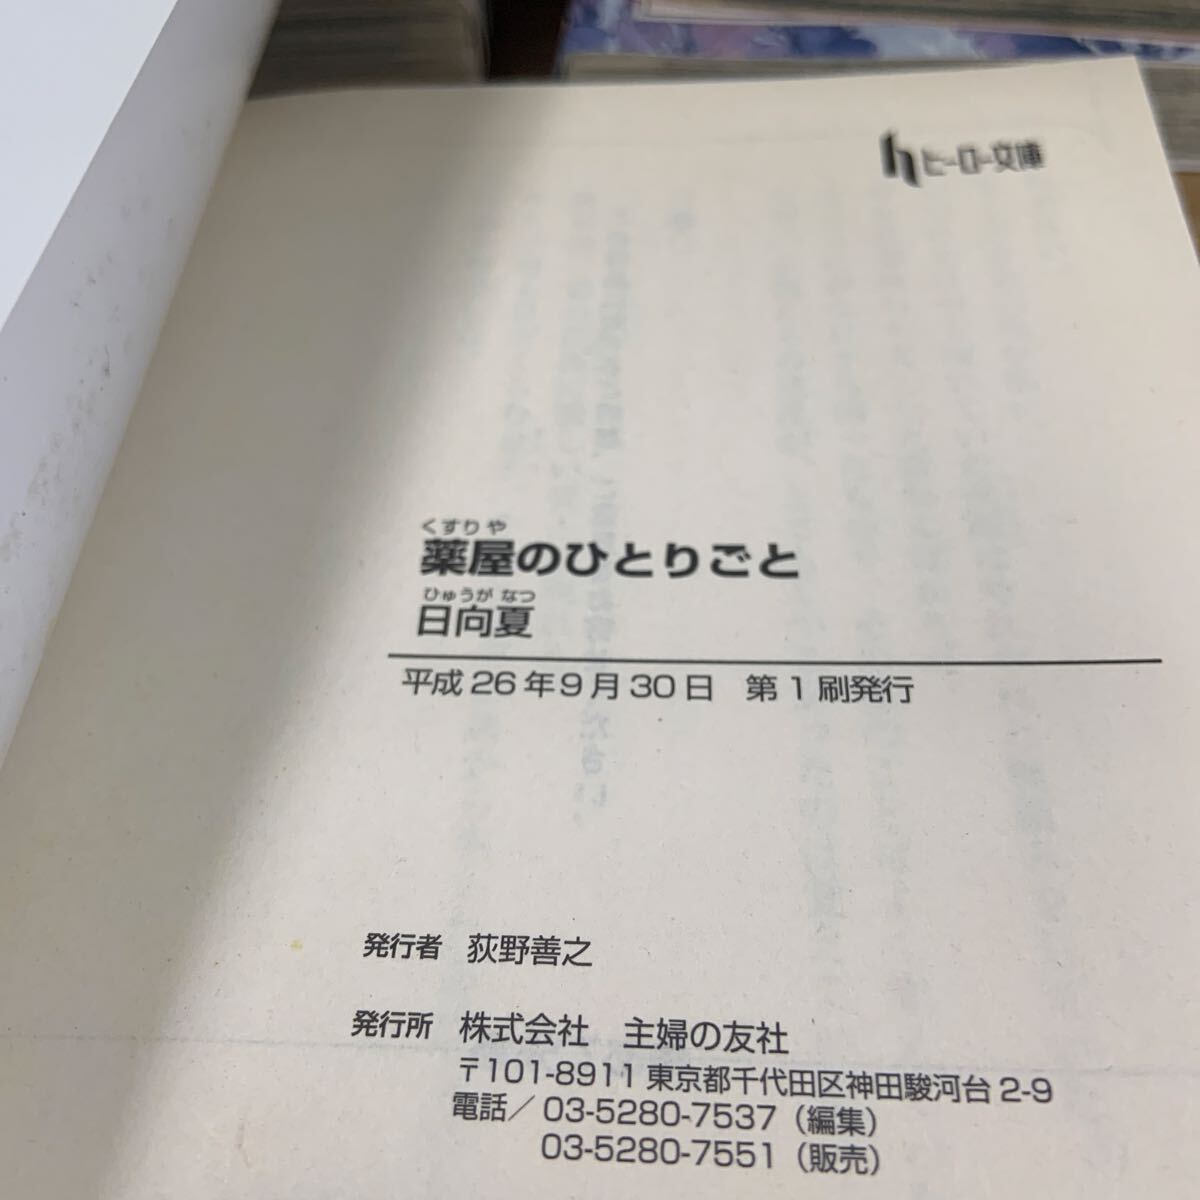 ヒーロー文庫
くすりや
薬屋のひとりごと
ひゅうが なつ
日向夏
平成26年9月30日 第1刷発行
発行者 荻野善之
発行所 株式会社 主婦の友社
〒101-8911 東京都千代田区神田駿河台2-9
電話／03-5280-7537（編集）
03-5280-7551（販売）